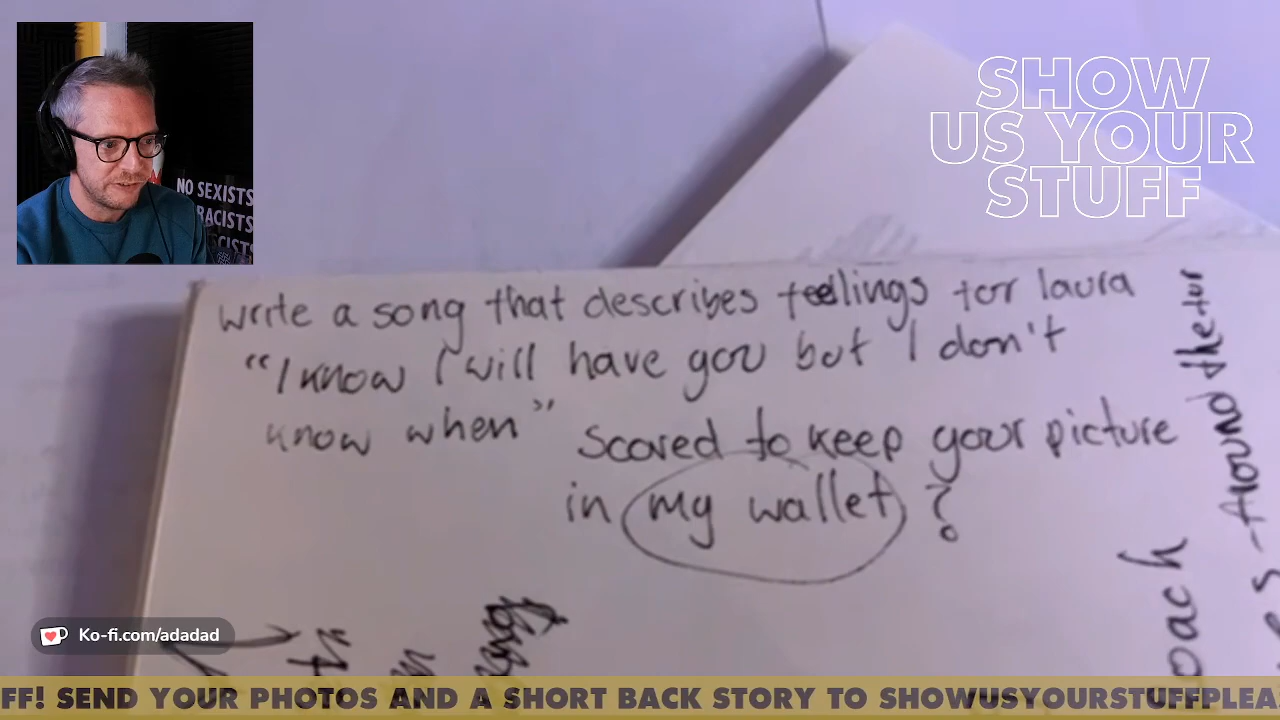 NO SEXISTS
RACISTS
CISTS
SHOW
US YOUR
STUFF
write a song that describes feelings for laura
"I know I will have you but I don't
know when" scared to keep your picture
in my wallet?
oach
Around the
Ko-fi.com/adadad
FF! SEND YOUR PHOTOS AND A SHORT BACK STORY TO SHOWUSYOURSTUFFPLEA